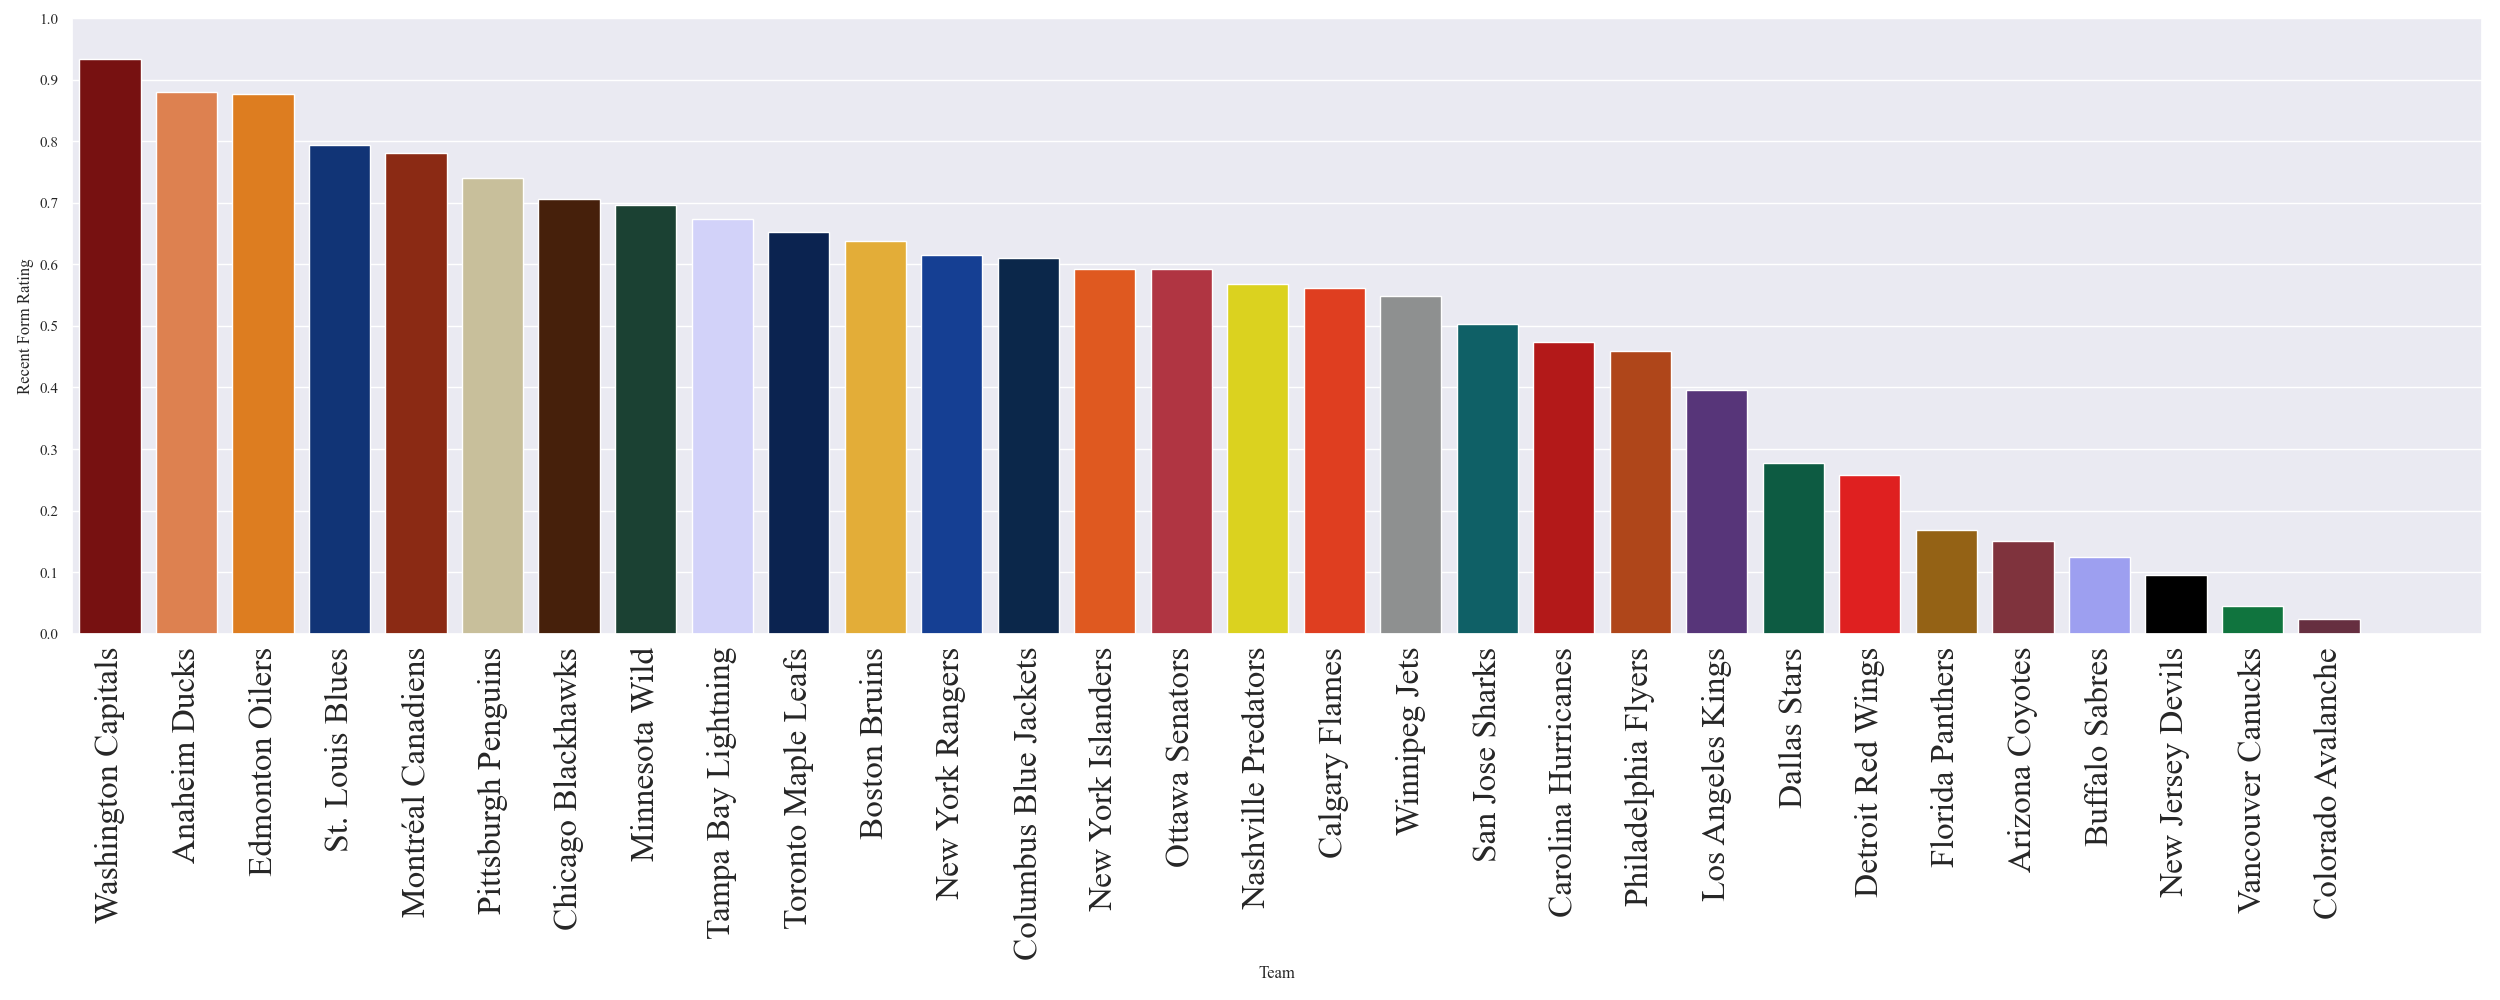 1.0
0.9
0.8
0.7
0.6
0.5
0.4
0.3
0.2
0.1
0.0
Recent Form Rating
Washington Capitals
Anaheim Ducks
Edmonton Oilers
St. Louis Blues
Montréal Canadiens
Pittsburgh Penguins
Chicago Blackhawks
Minnesota Wild
Tampa Bay Lightning
Toronto Maple Leafs
Boston Bruins
New York Rangers
Columbus Blue Jackets
New York Islanders
Ottawa Senators
Nashville Predators
Calgary Flames
Winnipeg Jets
San Jose Sharks
Carolina Hurricanes
Philadelphia Flyers
Los Angeles Kings
Dallas Stars
Detroit Red Wings
Florida Panthers
Arizona Coyotes
Buffalo Sabres
New Jersey Devils
Vancouver Canucks
Colorado Avalanche
Team